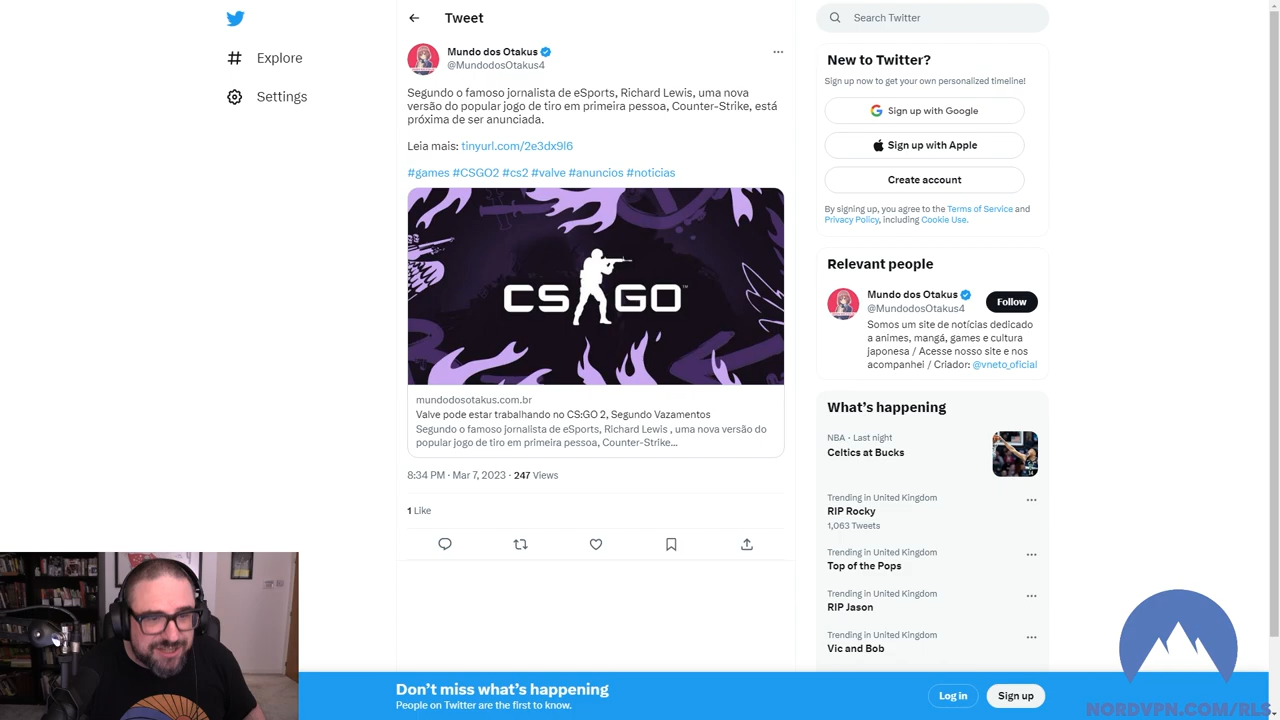 Explore
Settings
Tweet
Mundo dos Otakus
@MundodosOtakus4
Segundo o famoso jornalista de eSports, Richard Lewis, uma nova
versão do popular jogo de tiro em primeira pessoa, Counter-Strike, está
próxima de ser anunciada.
Leia mais: tinyurl.com/2e3dx9l6
#games #CSGO2 #cs2 #valve #anuncios #noticias
CS GO
mundodosotakus.com.br
Valve pode estar trabalhando no CS:GO 2, Segundo Vazamentos
Segundo o famoso jornalista de eSports, Richard Lewis , uma nova versão do
popular jogo de tiro em primeira pessoa, Counter-Strike...
8:34 PM · Mar 7, 2023 · 247 Views
1 Like
Search Twitter
New to Twitter?
Sign up now to get your own personalized timeline!
Sign up with Google
Sign up with Apple
Create account
By signing up, you agree to the Terms of Service and
Privacy Policy, including Cookie Use.
Relevant people
Mundo dos Otakus
@MundodosOtakus4
Follow
Somos um site de notícias dedicado
a animes, mangá, games e cultura
japonesa / Acesse nosso site e nos
acompanhei / Criador: @vneto_oficial
What's happening
NBA · Last night
Celtics at Bucks
Trending in United Kingdom
RIP Rocky
1,063 Tweets
Trending in United Kingdom
Top of the Pops
Trending in United Kingdom
RIP Jason
Trending in United Kingdom
Vic and Bob
Don't miss what's happening
People on Twitter are the first to know.
Log in
Sign up
NORDVPN.COM/RLS